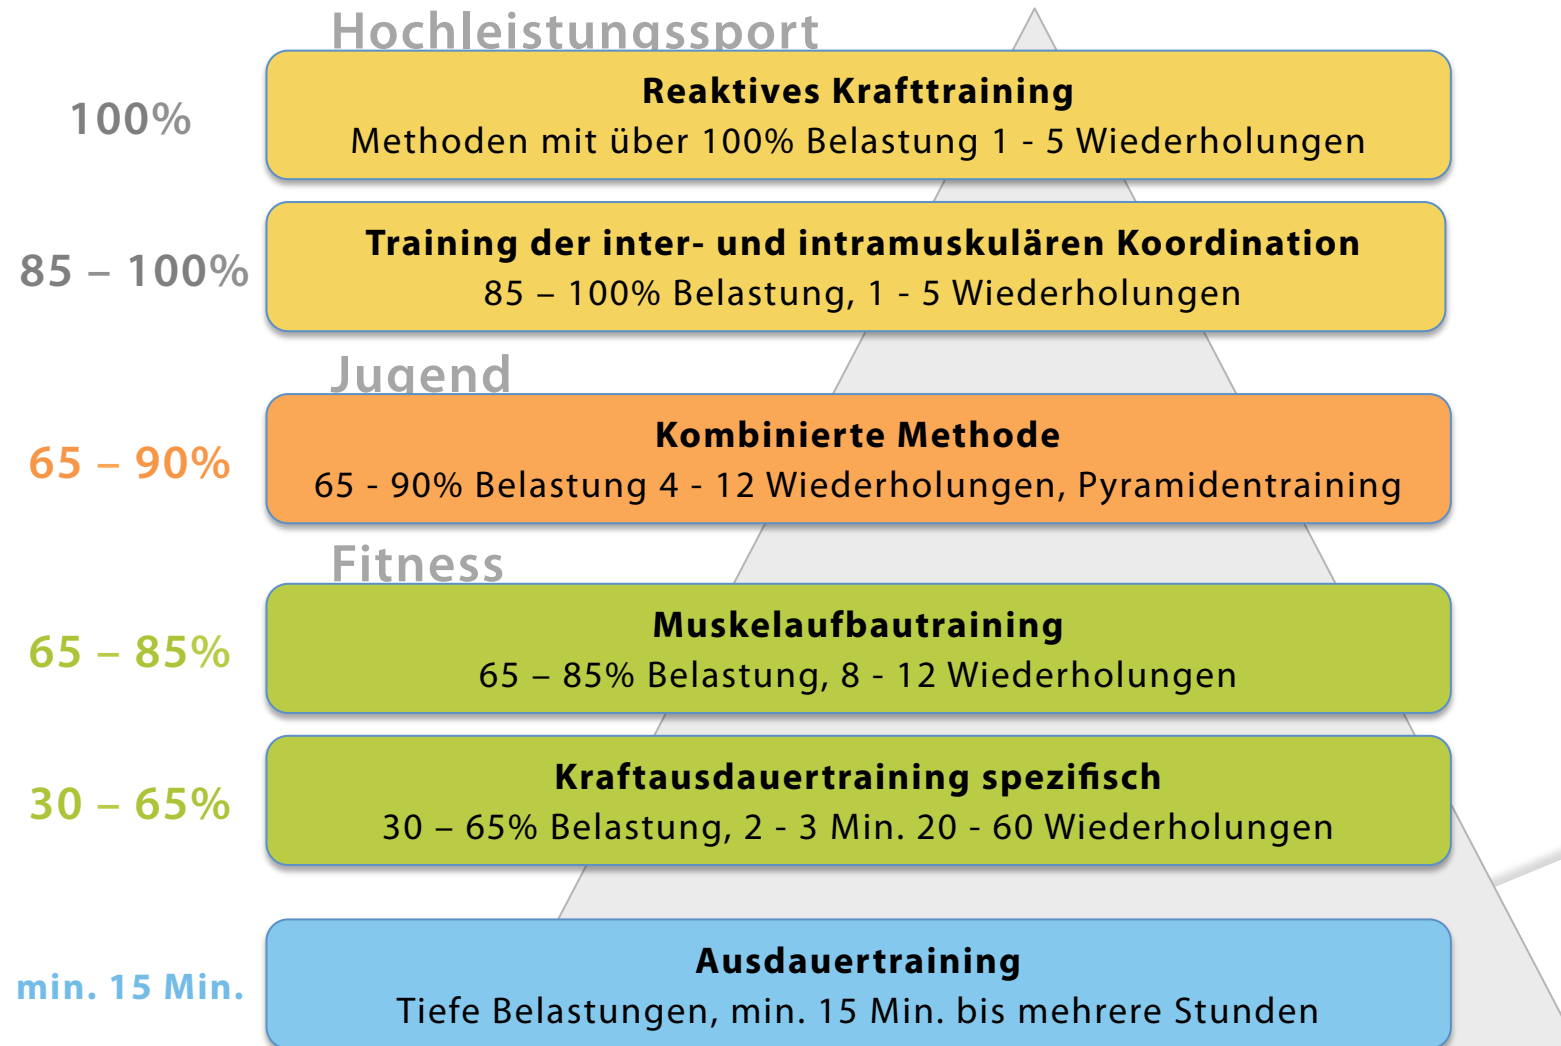 Hochleistungssport
100%
Reaktives Krafttraining
Methoden mit über 100% Belastung 1 - 5 Wiederholungen
85 – 100%
Training der inter- und intramuskulären Koordination
85 – 100% Belastung, 1 - 5 Wiederholungen
Jugend
65 – 90%
Kombinierte Methode
65 - 90% Belastung 4 - 12 Wiederholungen, Pyramidentraining
Fitness
65 – 85%
Muskelaufbautraining
65 – 85% Belastung, 8 - 12 Wiederholungen
30 – 65%
Kraftausdauertraining spezifisch
30 – 65% Belastung, 2 - 3 Min. 20 - 60 Wiederholungen
min. 15 Min.
Ausdauertraining
Tiefe Belastungen, min. 15 Min. bis mehrere Stunden